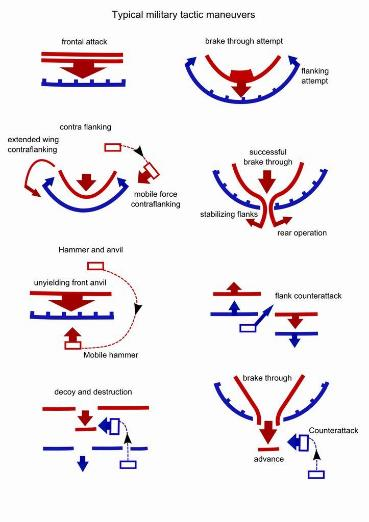 Typical military tactic maneuvers
frontal attack
brake through attempt
flanking
attempt
contra flanking
extended wing
contraflanking
mobile force
contraflanking
successful
brake through
stabilizing flanks
rear operation
Hammer and anvil
unyielding front anvil
Mobile hammer
flank counterattack
decoy and destruction
brake through
Counterattack
advance